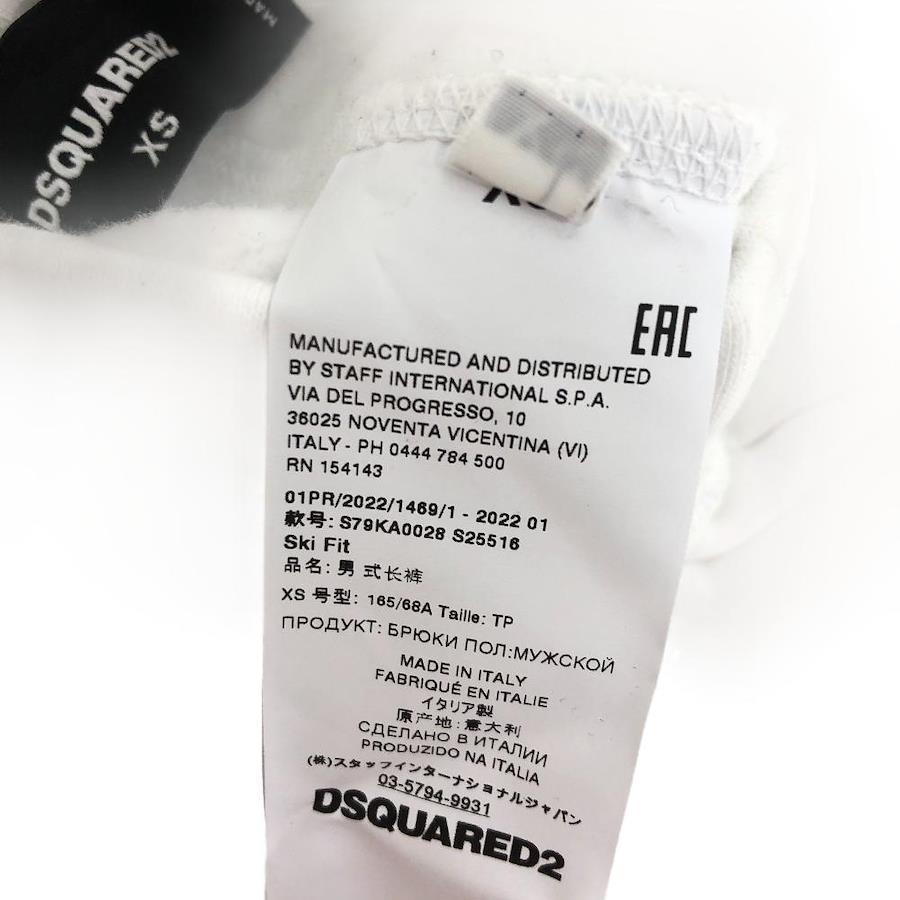 DSQUARED2
XS
EAC
MANUFACTURED AND DISTRIBUTED
BY STAFF INTERNATIONAL S.P.A.
VIA DEL PROGRESSO, 10
36025 NOVENTA VICENTINA (VI)
ITALY - PH 0444 784 500
RN 154143
01PR/2022/1469/1 - 2022 01
款号: S79KA0028 S25516
Ski Fit
品名: 男 式长裤
XS 号型: 165/68A Taille: TP
ПРОДУКТ: БРЮКИ ПОЛ:МУЖСКОЙ
MADE IN ITALY
FABRIQUÉ EN ITALIE
イタリア製
原产地: 意大利
СДЕЛАНО В ИТАЛИИ
PRODUZIDO NA ITALIA
(株)スタッフインターナショナルジャパン
03-5794-9931
DSQUARED2